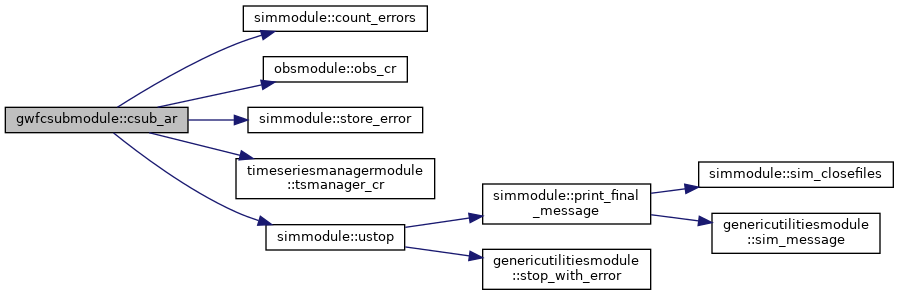 simmodule::count_errors
obsmodule::obs_cr
gwfcsubmodule::csub_ar
simmodule::store_error
timeseriesmanagermodule
::tsmanager_cr
simmodule::ustop
simmodule::print_final
_message
simmodule::sim_closefiles
genericutilitiesmodule
::sim_message
genericutilitiesmodule
::stop_with_error